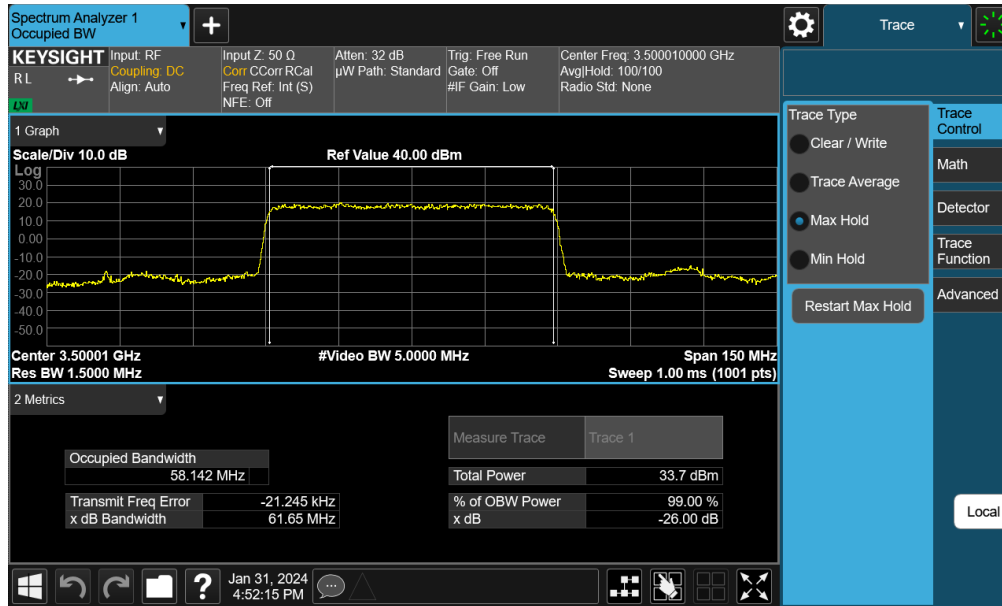 Spectrum Analyzer 1
Occupied BW
+
Trace
KEYSIGHT
Input: RF
Input Z: 50 Ω
Atten: 32 dB
Trig: Free Run
Center Freq: 3.500010000 GHz
R L
Coupling: DC
Corr CCorr RCal
µW Path: Standard
Gate: Off
Avg|Hold: 100/100
Align: Auto
Freq Ref: Int (S)
#IF Gain: Low
Radio Std: None
LXI
NFE: Off
1 Graph
Scale/Div 10.0 dB
Ref Value 40.00 dBm
Log
30.0
20.0
10.0
0.00
-10.0
-20.0
-30.0
-40.0
-50.0
Center 3.50001 GHz
#Video BW 5.0000 MHz
Span 150 MHz
Res BW 1.5000 MHz
Sweep 1.00 ms (1001 pts)
2 Metrics
Measure Trace
Trace 1
Occupied Bandwidth
58.142 MHz
Total Power
33.7 dBm
Transmit Freq Error
-21.245 kHz
% of OBW Power
99.00 %
x dB Bandwidth
61.65 MHz
x dB
-26.00 dB
Trace Type
Clear / Write
Trace Average
Max Hold
Min Hold
Restart Max Hold
Trace
Control
Math
Detector
Trace
Function
Advanced
Local
?
Jan 31, 2024
4:52:15 PM